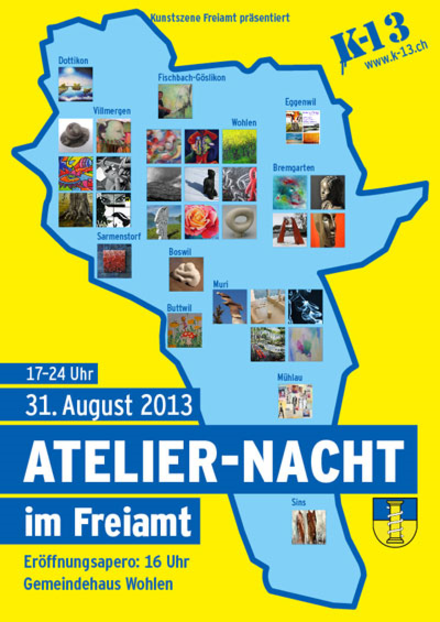 Kunstszene Freiamt präsentiert
K-13
www.k-13.ch
Dottikon
Fischbach-Göslikon
Eggenwil
Villmergen
Wohlen
Bremgarten
Sarmenstorf
Boswil
Muri
Buttwil
17–24 Uhr
31. August 2013
Mühlau
ATELIER-NACHT
im Freiamt
Sins
Eröffnungsapero: 16 Uhr
Gemeindehaus Wohlen